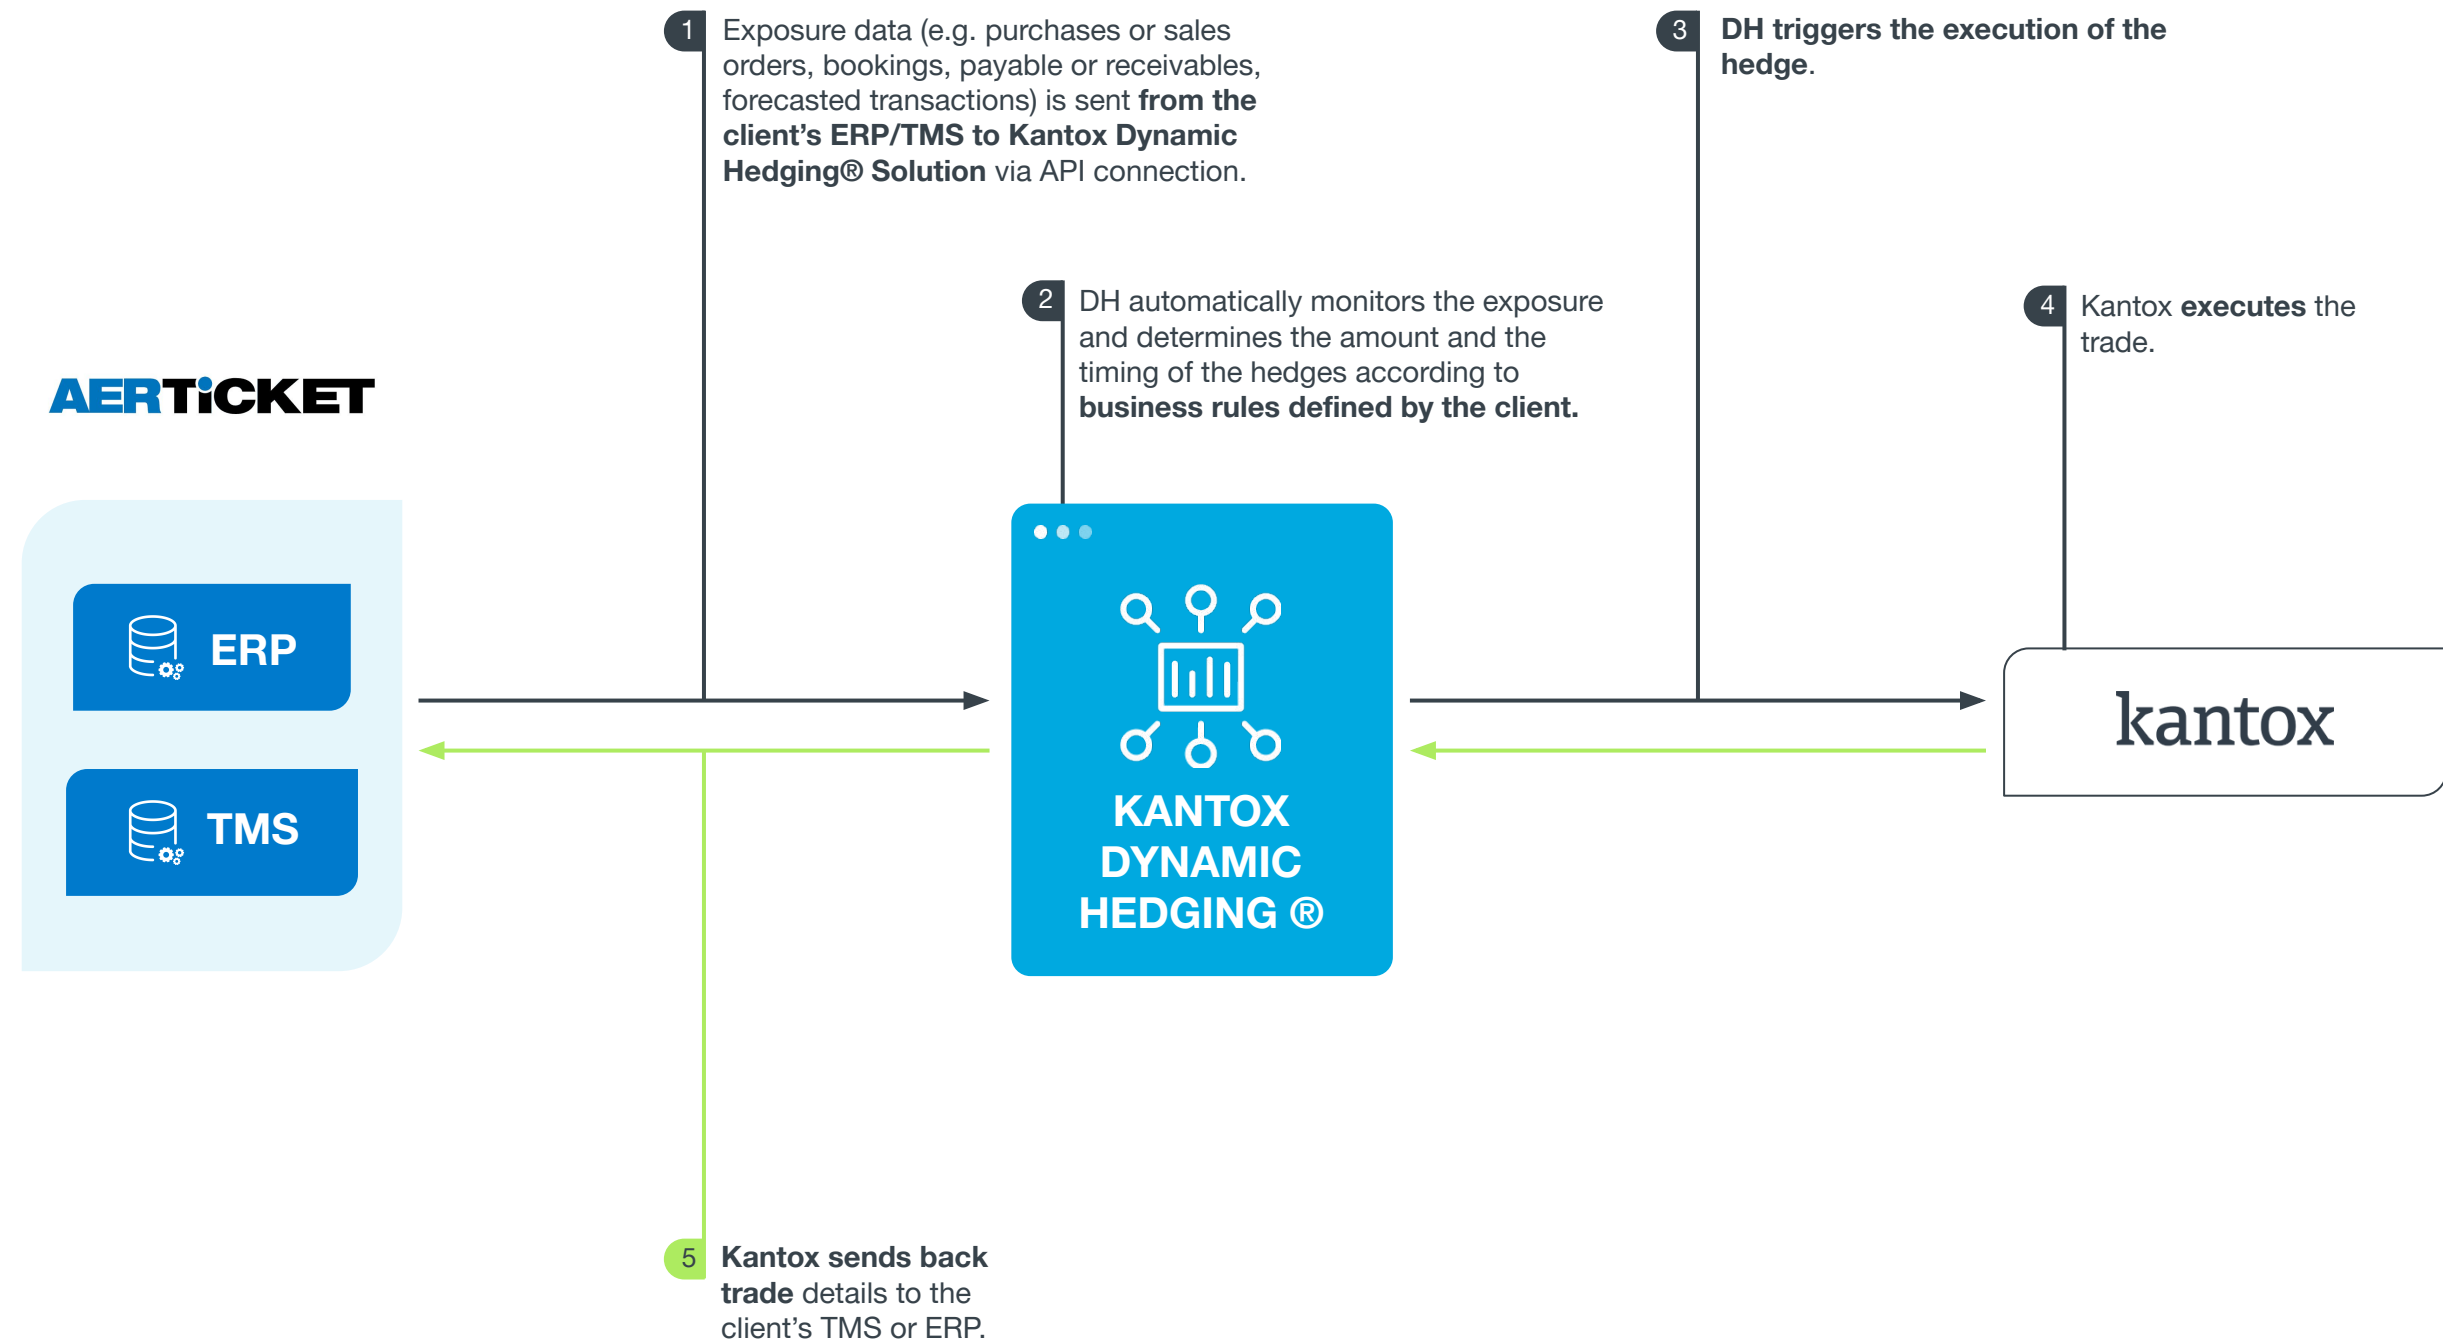 1
Exposure data (e.g. purchases or sales
orders, bookings, payable or receivables,
forecasted transactions) is sent from the
client’s ERP/TMS to Kantox Dynamic
Hedging® Solution via API connection.
3
DH triggers the execution of the
hedge.
2
DH automatically monitors the exposure
and determines the amount and the
timing of the hedges according to
business rules defined by the client.
4
Kantox executes the
trade.
AERTiCKET
ERP
TMS
KANTOX
DYNAMIC
HEDGING ®
kantox
5
Kantox sends back
trade details to the
client’s TMS or ERP.